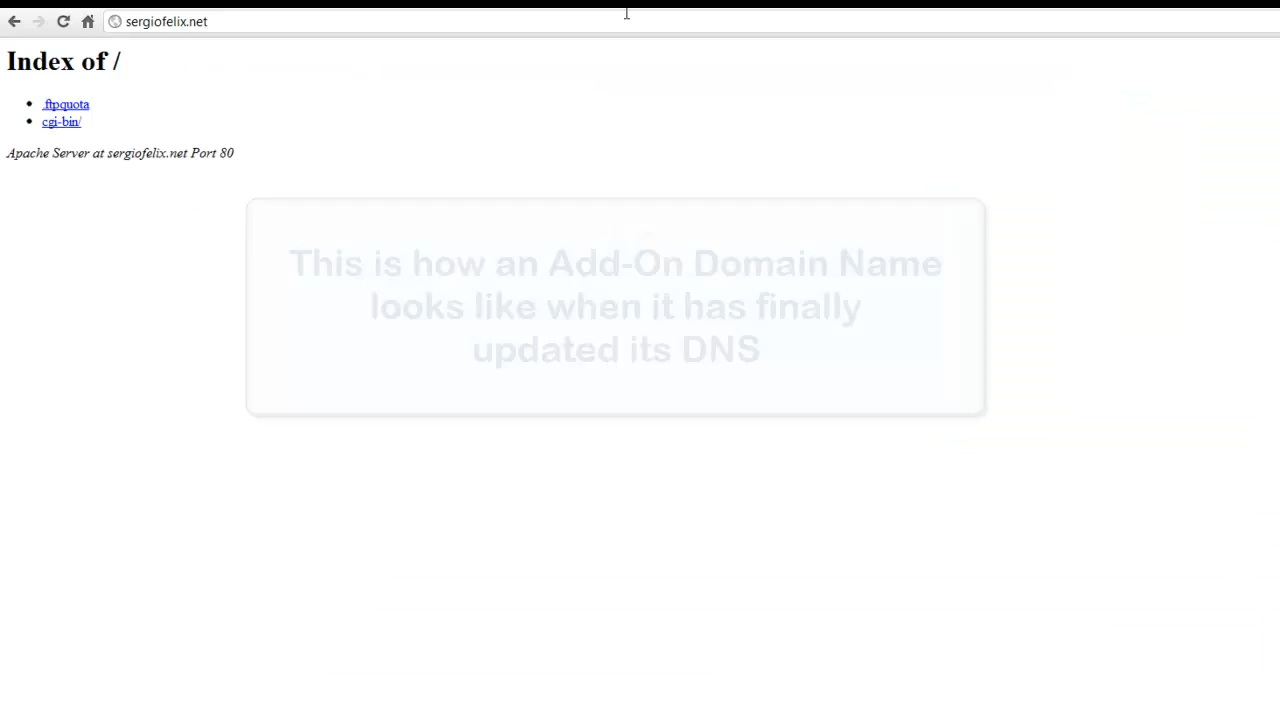 sergiofelix.net
Index of /
.ftpquota
cgi-bin/
Apache Server at sergiofelix.net Port 80
This is how an Add-On Domain Name
looks like when it has finally
updated its DNS